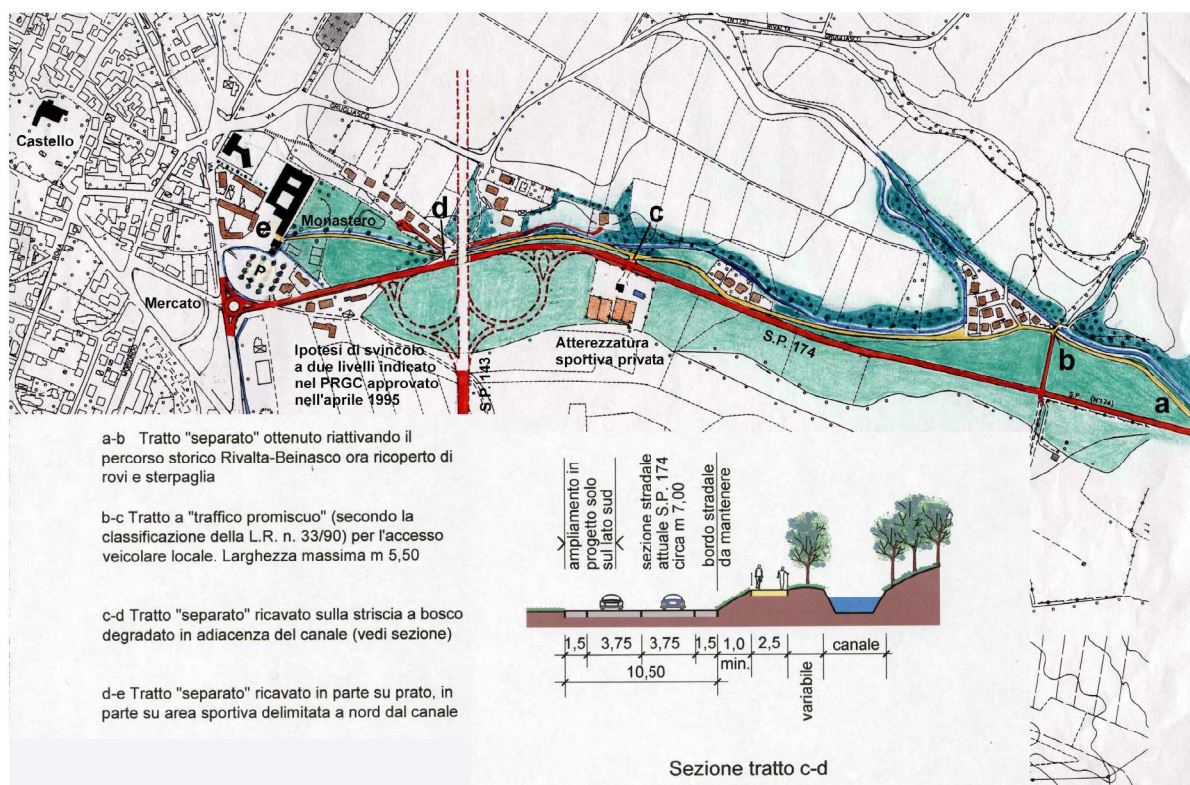 Castello
VIA GRUGLIASCO
(N175) RIVALTA
GRUGLIASCO
d
c
e
Monastero
P
Mercato
Ipotesi di svincolo
a due livelli indicato
nel PRGC approvato
nell'aprile 1995
S.P. 143
Atterezzatura
sportiva privata
S.P. 174
b
S.P. (N174)
a
a-b Tratto "separato" ottenuto riattivando il
percorso storico Rivalta-Beinasco ora ricoperto di
rovi e sterpaglia
b-c Tratto a "traffico promiscuo" (secondo la
classificazione della L.R. n. 33/90) per l'accesso
veicolare locale. Larghezza massima m 5,50
c-d Tratto "separato" ricavato sulla striscia a bosco
degradato in adiacenza del canale (vedi sezione)
d-e Tratto "separato" ricavato in parte su prato, in
parte su area sportiva delimitata a nord dal canale
ampliamento in
progetto solo
sul lato sud
sezione stradale
attuale S.P. 174
circa m 7,00
bordo stradale
da mantenere
1,5 3,75 3,75 1,5 1,0 2,5 canale
min.
10,50
variabile
Sezione tratto c-d